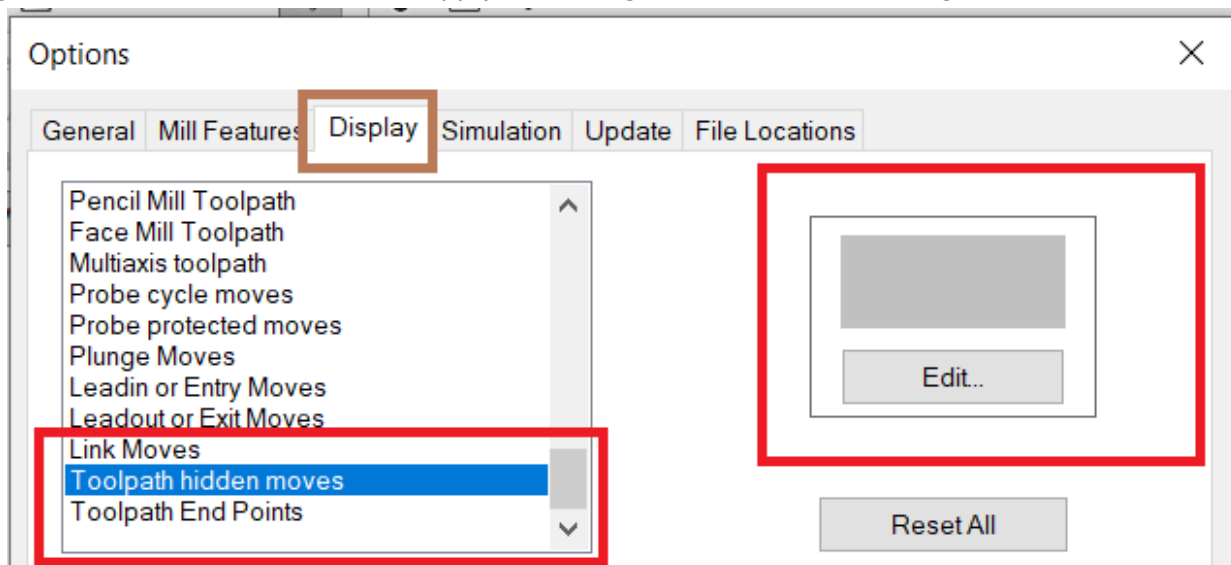 Options
General Mill Features Display Simulation Update File Locations
Pencil Mill Toolpath
Face Mill Toolpath
Multiaxis toolpath
Probe cycle moves
Probe protected moves
Plunge Moves
Leadin or Entry Moves
Leadout or Exit Moves
Link Moves
Toolpath hidden moves
Toolpath End Points
Edit...
Reset All